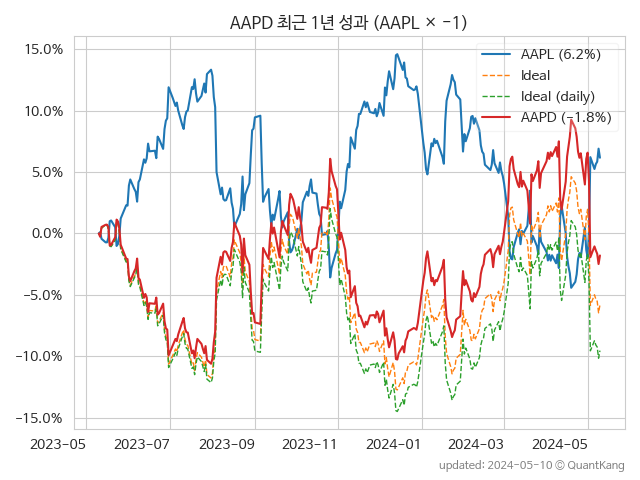 AAPD 최근 1년 성과 (AAPL × −1)
15.0%
10.0%
5.0%
0.0%
−5.0%
−10.0%
−15.0%
AAPL (6.2%)
Ideal
Ideal (daily)
AAPD (−1.8%)
2023-05
2023-07
2023-09
2023-11
2024-01
2024-03
2024-05
updated: 2024-05-10 ⓒ QuantKang